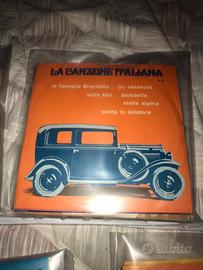 LA CANZONE ITALIANA
la famiglia Brambilla .. (in vacanza)
sulla bici .. bicicletta
stella alpina
canta lo sciatore
subito